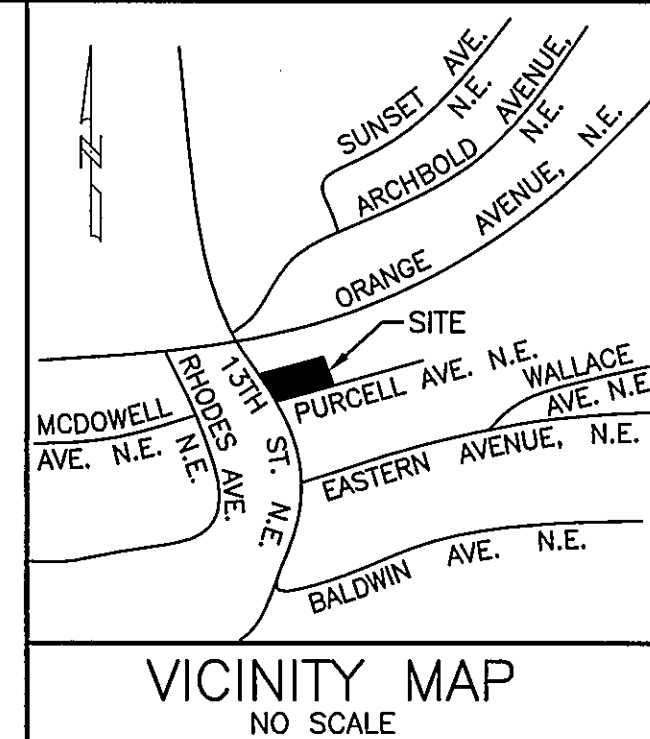 N
SUNSET AVE.
N.E.
ARCHBOLD AVENUE,
N.E.
ORANGE AVENUE, N.E.
SITE
PURCELL AVE. N.E.
WALLACE
AVE. N.E.
RHODES AVE.
N.E.
13TH ST. N.E.
MCDOWELL
AVE. N.E.
EASTERN AVENUE, N.E.
BALDWIN AVE. N.E.
VICINITY MAP
NO SCALE